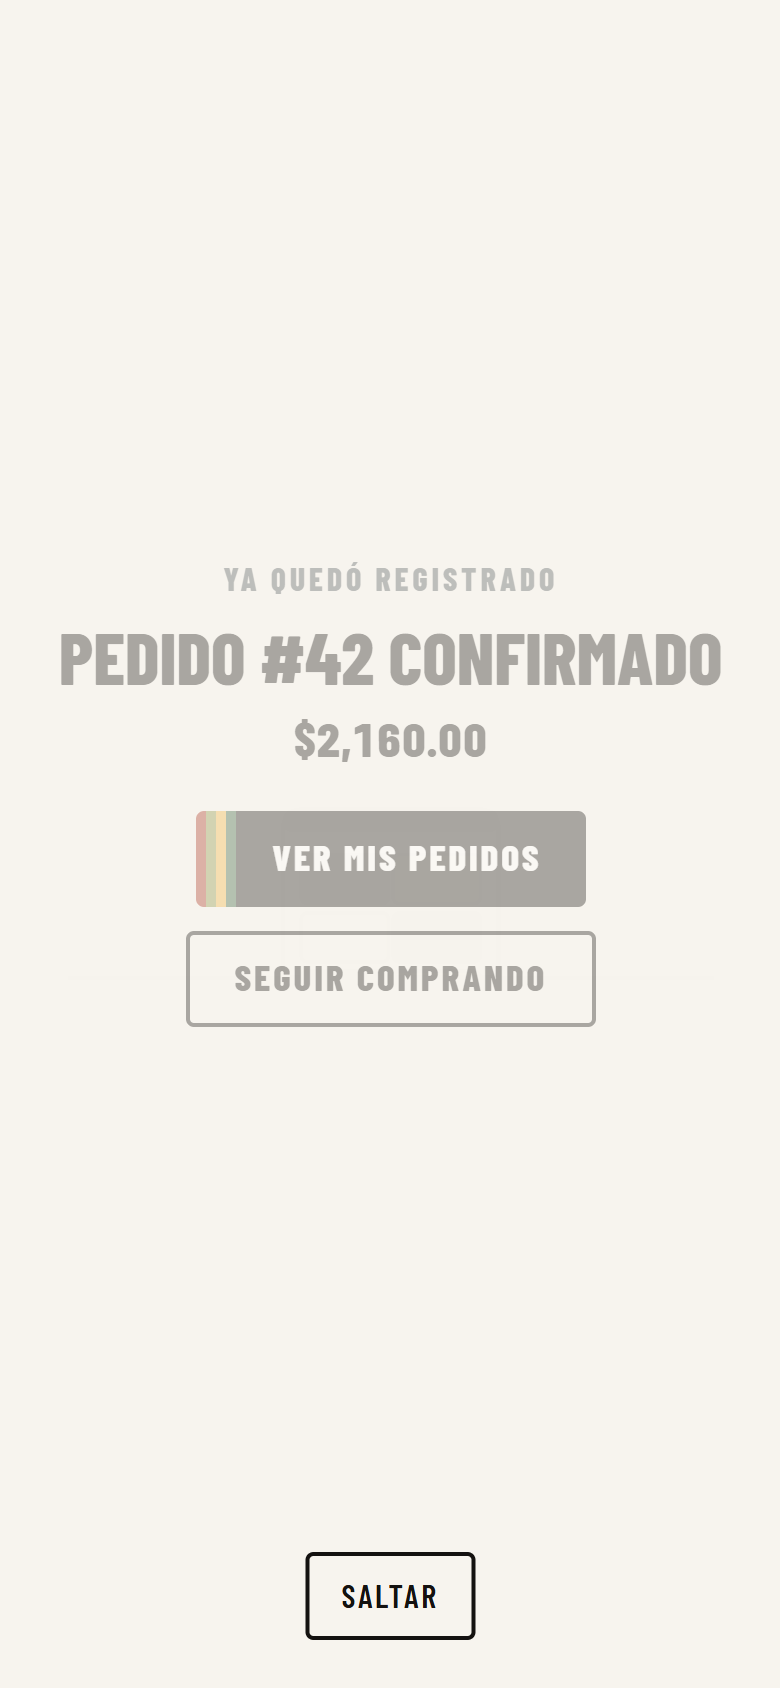 YA QUEDÓ REGISTRADO
PEDIDO #42 CONFIRMADO
$2,160.00
VER MIS PEDIDOS
SEGUIR COMPRANDO
SALTAR